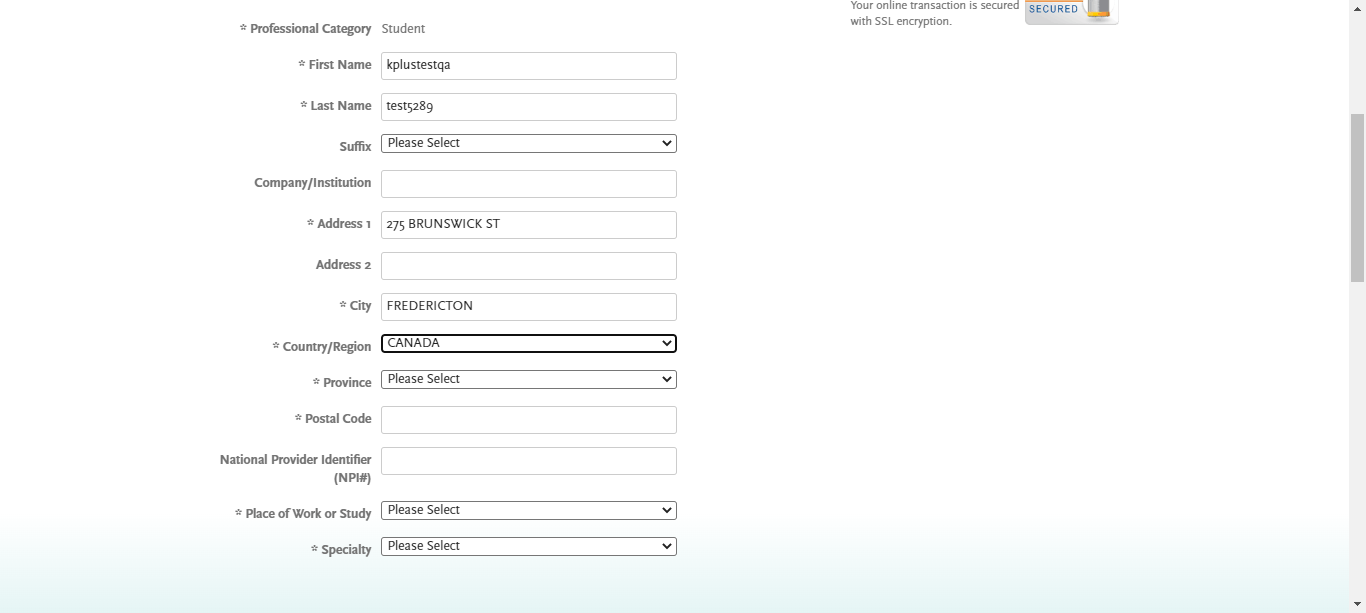 Your online transaction is secured
with SSL encryption.
SECURED
* Professional Category Student
* First Name kplustestqa
* Last Name test5289
Suffix Please Select
Company/Institution
* Address 1 275 BRUNSWICK ST
Address 2
* City FREDERICTON
* Country/Region CANADA
* Province Please Select
* Postal Code
National Provider Identifier
(NPI#)
* Place of Work or Study Please Select
* Specialty Please Select